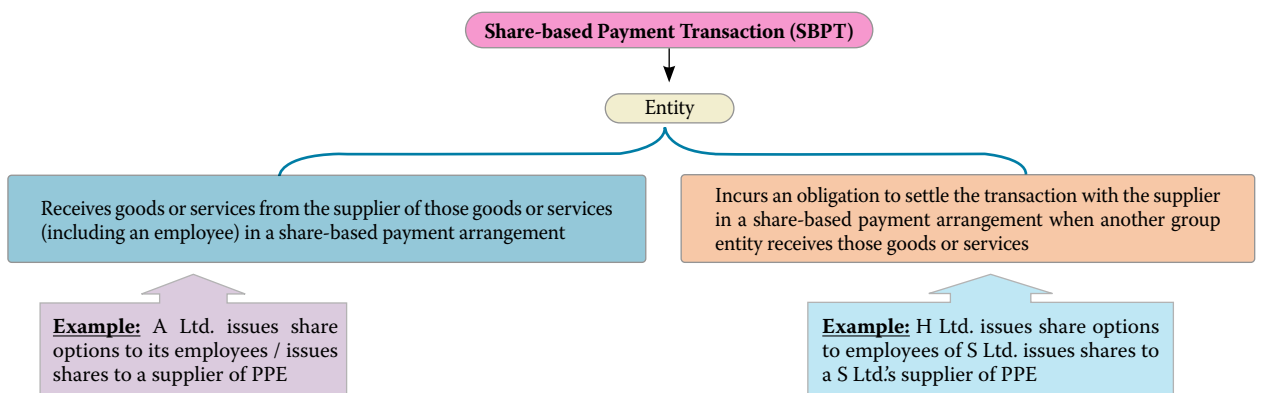 Share-based Payment Transaction (SBPT)
Entity
Receives goods or services from the supplier of those goods or services
(including an employee) in a share-based payment arrangement
Incurs an obligation to settle the transaction with the supplier
in a share-based payment arrangement when another group
entity receives those goods or services
Example: A Ltd. issues share
options to its employees / issues
shares to a supplier of PPE
Example: H Ltd. issues share options
to employees of S Ltd. issues shares to
a S Ltd.'s supplier of PPE